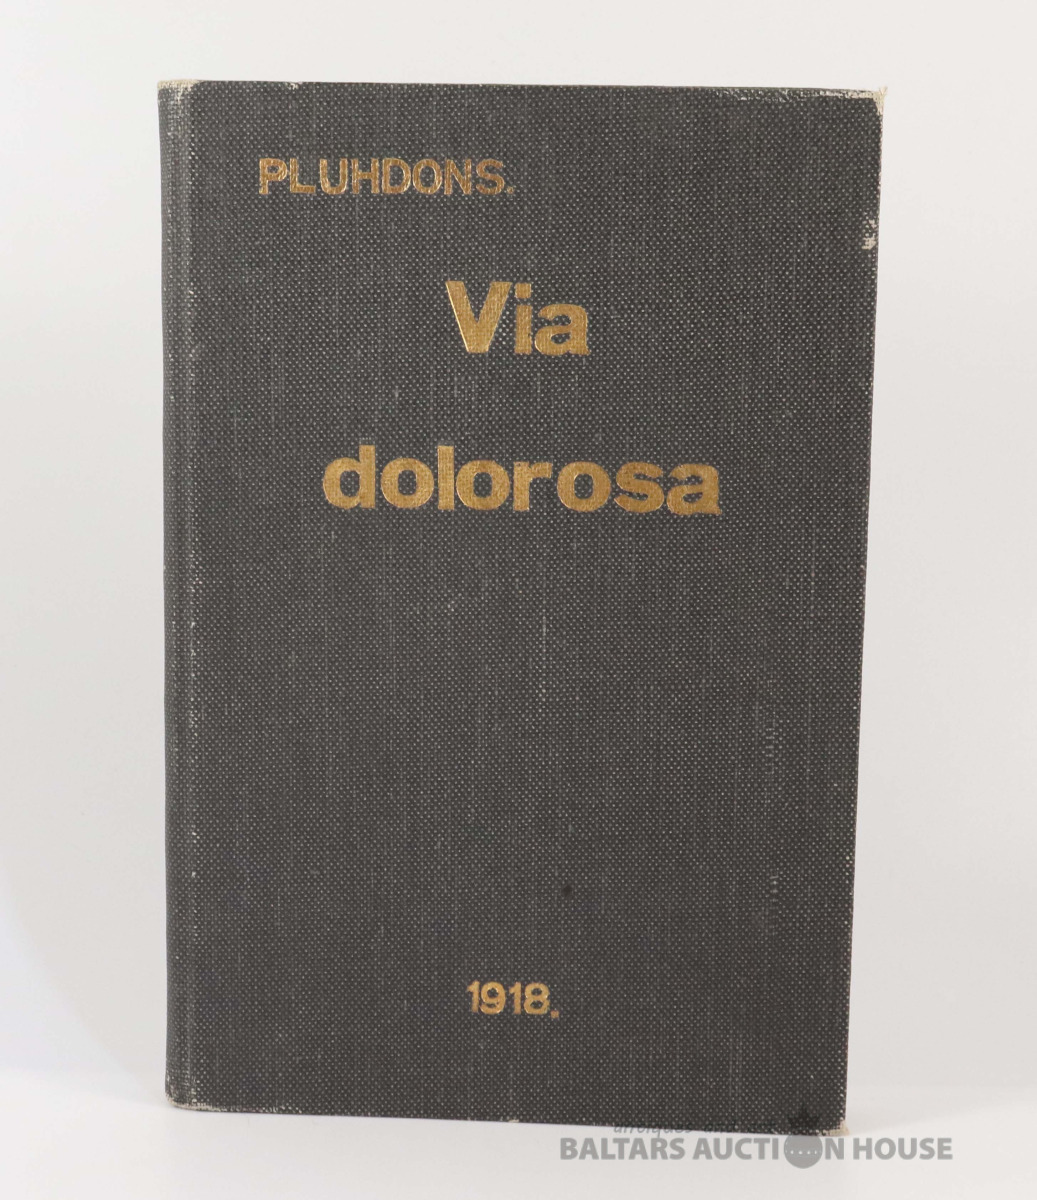 PLUHDONS.
Via
dolorosa
1918.
BALTARS AUCTION HOUSE